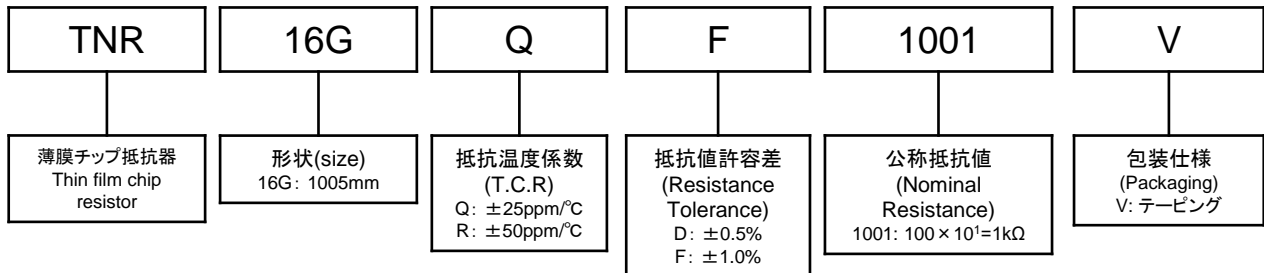 TNR
16G
Q
F
1001
V
薄膜チップ抵抗器
Thin film chip
resistor
形状(size)
16G: 1005mm
抵抗温度係数
(T.C.R)
Q: ±25ppm/℃
R: ±50ppm/℃
抵抗値許容差
(Resistance
Tolerance)
D: ±0.5%
F: ±1.0%
公称抵抗値
(Nominal
Resistance)
1001: 100×10¹=1kΩ
包装仕様
(Packaging)
V: テーピング